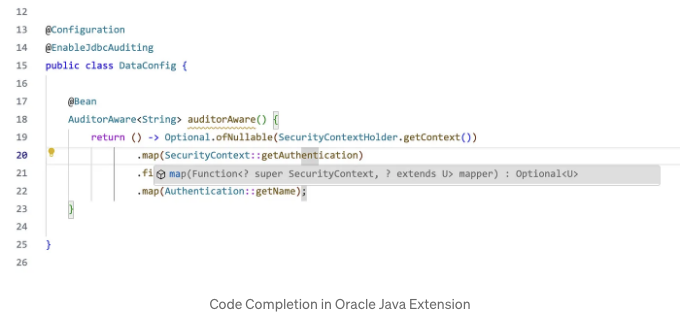 12
13 @Configuration
14 @EnableJdbcAuditing
15 public class DataConfig {
16
17 @Bean
18 AuditorAware<String> auditorAware() {
19 return () -> Optional.ofNullable(SecurityContextHolder.getContext())
20 .map(SecurityContext::getAuthentication)
21 .fi map(Function<? super SecurityContext, ? extends U> mapper) : Optional<U>
22 .map(Authentication::getName);
23 }
24
25 }
26
Code Completion in Oracle Java Extension